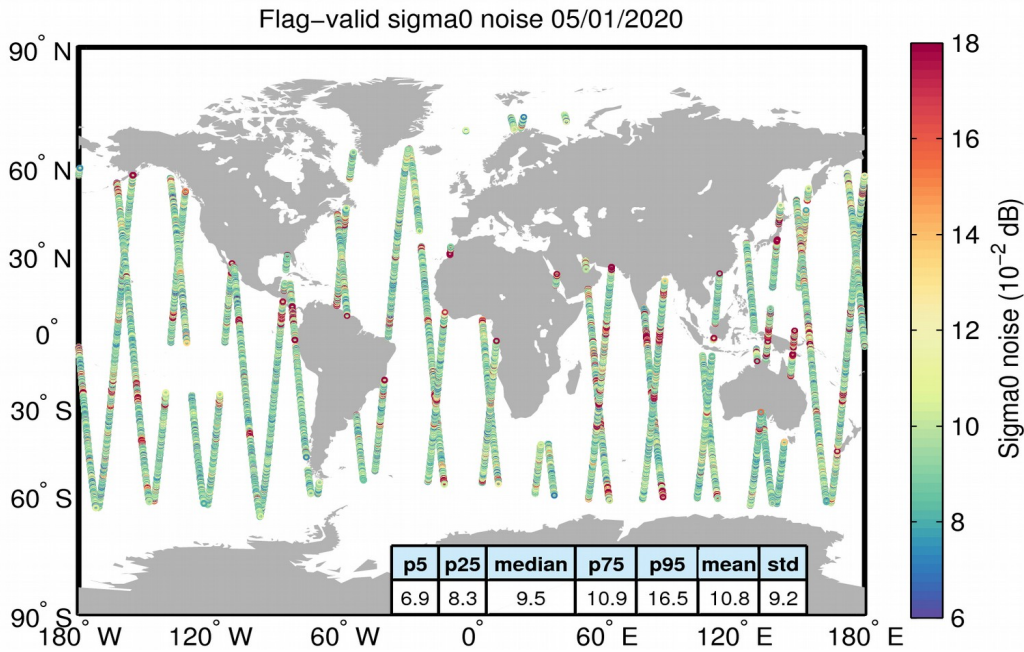 Flag−valid sigma0 noise 05/01/2020
90° N
60° N
30° N
0°
30° S
60° S
90° S
180° W
120° W
60° W
0°
60° E
120° E
180° E
p5 p25 median p75 p95 mean std
6.9 8.3 9.5 10.9 16.5 10.8 9.2
18
16
14
12
10
8
6
Sigma0 noise (10⁻² dB)